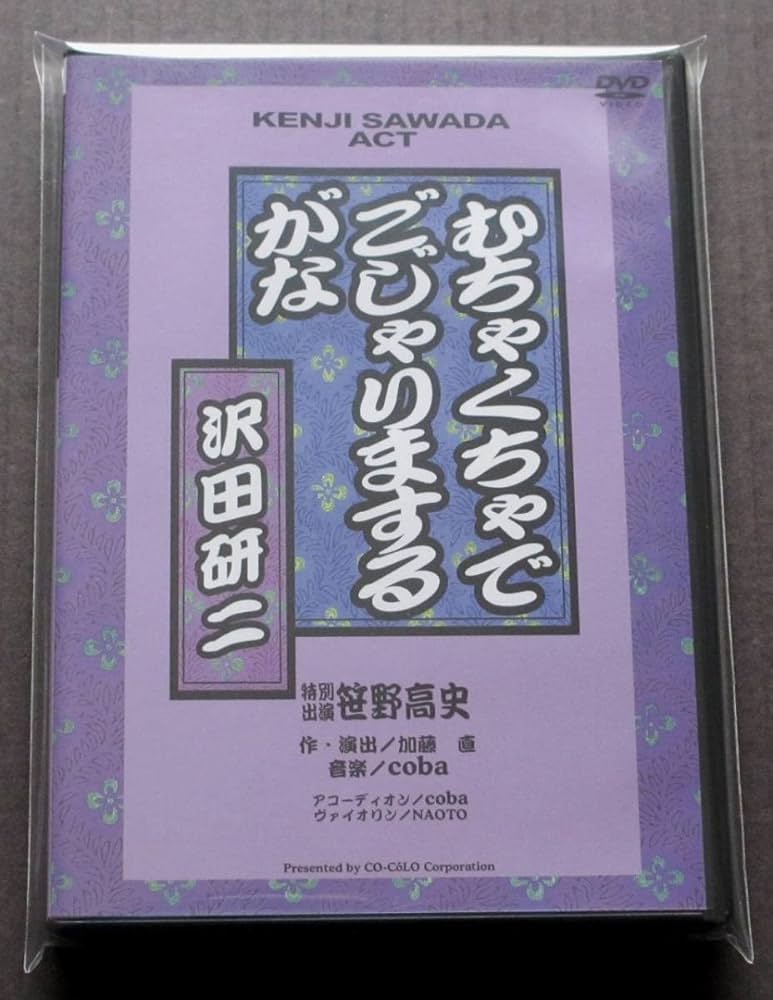 DVD
VIDEO
KENJI SAWADA
ACT
むちゃくちゃで
ごじゃりまする
がな
沢田研二
特別
出演
笹野高史
作・演出／加藤 直
音楽／coba
アコーディオン／coba
ヴァイオリン／NAOTO
Presented by CO-CóLO Corporation